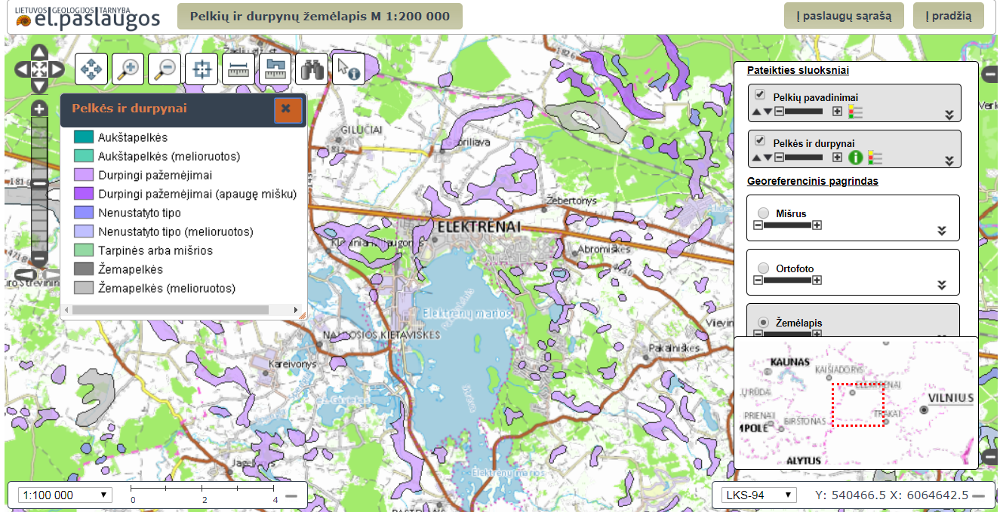 LIETUVOS GEOLOGIJOS TARNYBA
el.paslaugos
Pelkių ir durpynų žemėlapis M 1:200 000
Į paslaugų sąrašą
Į pradžią
Pelkės ir durpynai
Aukštapelkės
Aukštapelkės (melioruotos)
Durpingi pažemėjimai
Durpingi pažemėjimai (apaugę mišku)
Nenustatyto tipo
Nenustatyto tipo (melioruotos)
Tarpinės arba mišrios
Žemapelkės
Žemapelkės (melioruotos)
Pateikties sluoksniai
Pelkių pavadinimai
Pelkės ir durpynai
Georeferencinis pagrindas
Mišrus
Ortofoto
Žemėlapis
1826
GILUČIAI
Žebertonys
ELEKTRĖNAI
Abromiškės
Elektrėnų marios
NAUJOSIOS KIETAVIŠKĖS
Kareivonys
Pakalniškės
Elektrėnų marios
KAUNAS
KAIŠIADORYS
ELEKTRĖNAI
VILNIUS
PRIENAI
BIRŠTONAS
TRAKAI
MPOLĖ
ALYTUS
1:100 000
0 2 4
LKS-94
Y: 540466.5 X: 6064642.5